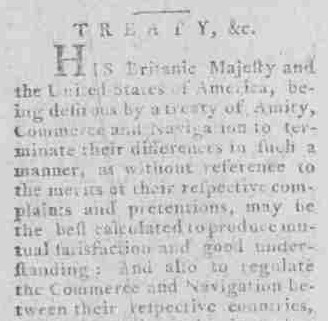 TREATY, &c.
HIS Britanic Majesty and
the United States of America, be-
ing desirous by a treaty of Amity,
Commerce and Navigation to ter-
minate their differences in such a
manner, as without reference to
the merits of their respective com-
plaints and pretentions, may be
the best calculated to produce mu-
tual satisfaction and good under-
standing: And also to regulate
the Commerce and Navigation be-
tween their respective countries,